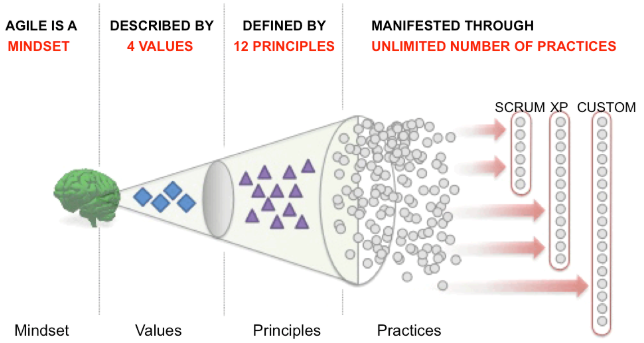 AGILE IS A
MINDSET
DESCRIBED BY
4 VALUES
DEFINED BY
12 PRINCIPLES
MANIFESTED THROUGH
UNLIMITED NUMBER OF PRACTICES
SCRUM XP CUSTOM
Mindset
Values
Principles
Practices